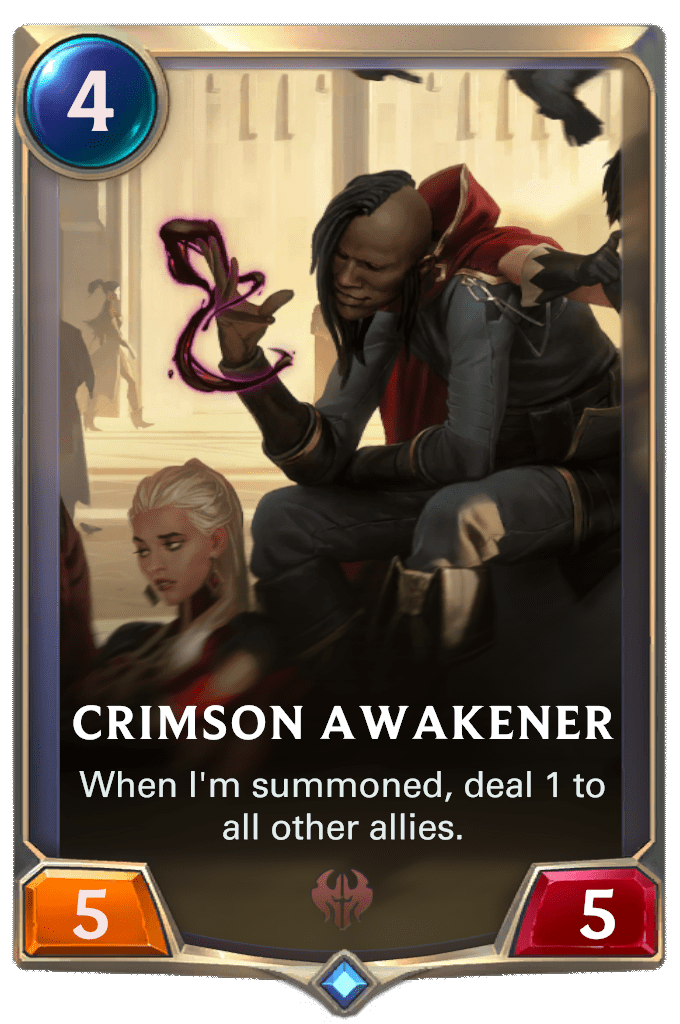 4
CRIMSON AWAKENER
When I'm summoned, deal 1 to
all other allies.
5
5